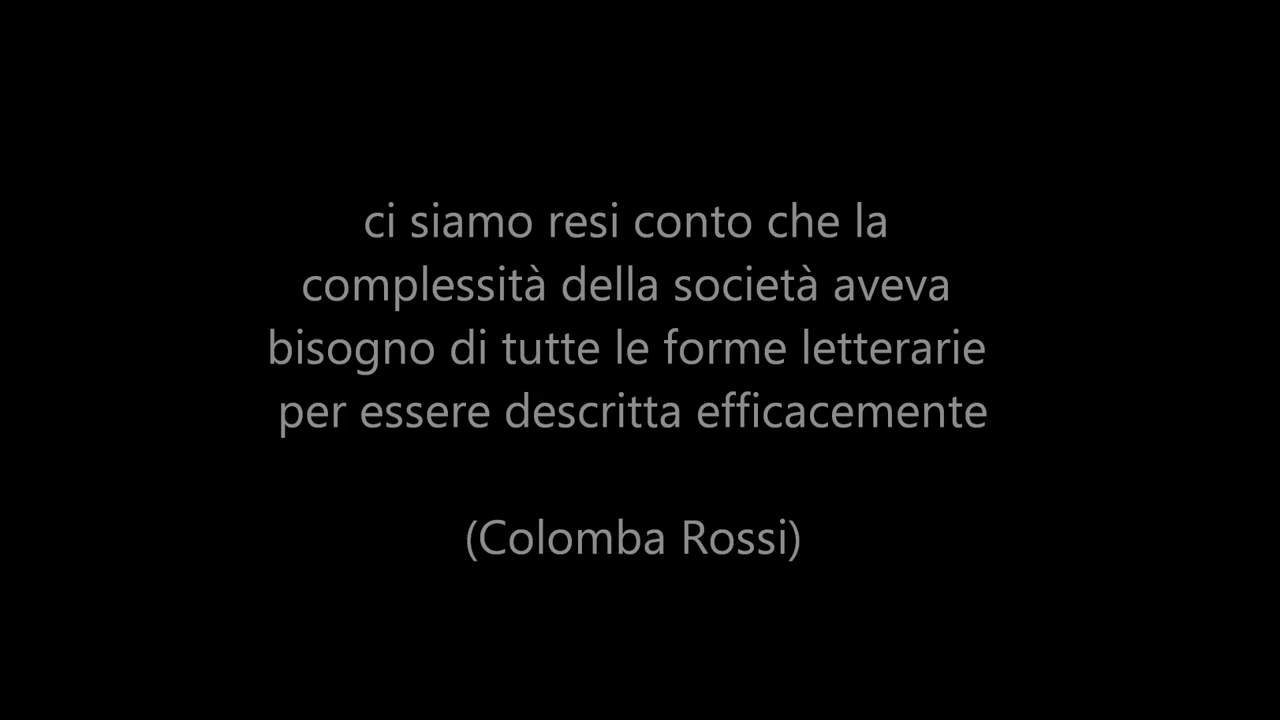 ci siamo resi conto che la
complessità della società aveva
bisogno di tutte le forme letterarie
per essere descritta efficacemente
(Colomba Rossi)